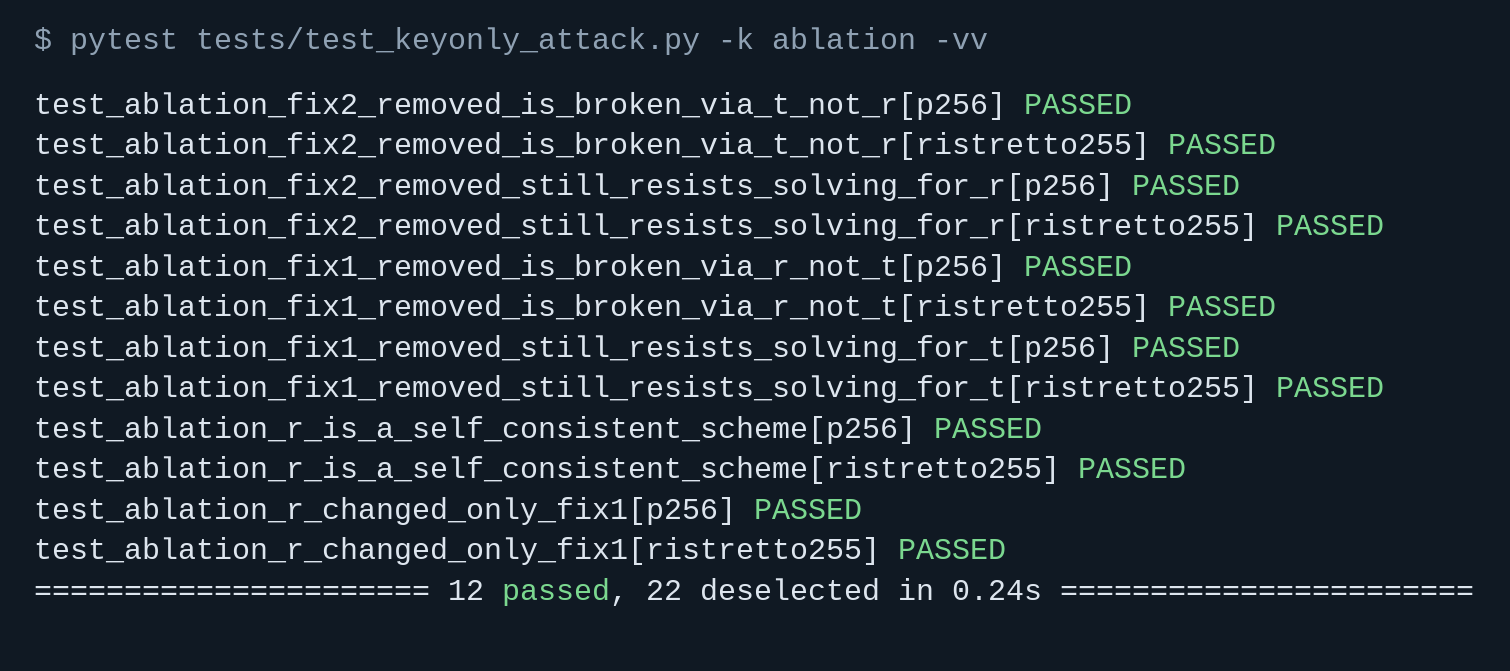 $ pytest tests/test_keyonly_attack.py -k ablation -vv
test_ablation_fix2_removed_is_broken_via_t_not_r[p256] PASSED
test_ablation_fix2_removed_is_broken_via_t_not_r[ristretto255] PASSED
test_ablation_fix2_removed_still_resists_solving_for_r[p256] PASSED
test_ablation_fix2_removed_still_resists_solving_for_r[ristretto255] PASSED
test_ablation_fix1_removed_is_broken_via_r_not_t[p256] PASSED
test_ablation_fix1_removed_is_broken_via_r_not_t[ristretto255] PASSED
test_ablation_fix1_removed_still_resists_solving_for_t[p256] PASSED
test_ablation_fix1_removed_still_resists_solving_for_t[ristretto255] PASSED
test_ablation_r_is_a_self_consistent_scheme[p256] PASSED
test_ablation_r_is_a_self_consistent_scheme[ristretto255] PASSED
test_ablation_r_changed_only_fix1[p256] PASSED
test_ablation_r_changed_only_fix1[ristretto255] PASSED
====================== 12 passed, 22 deselected in 0.24s =======================